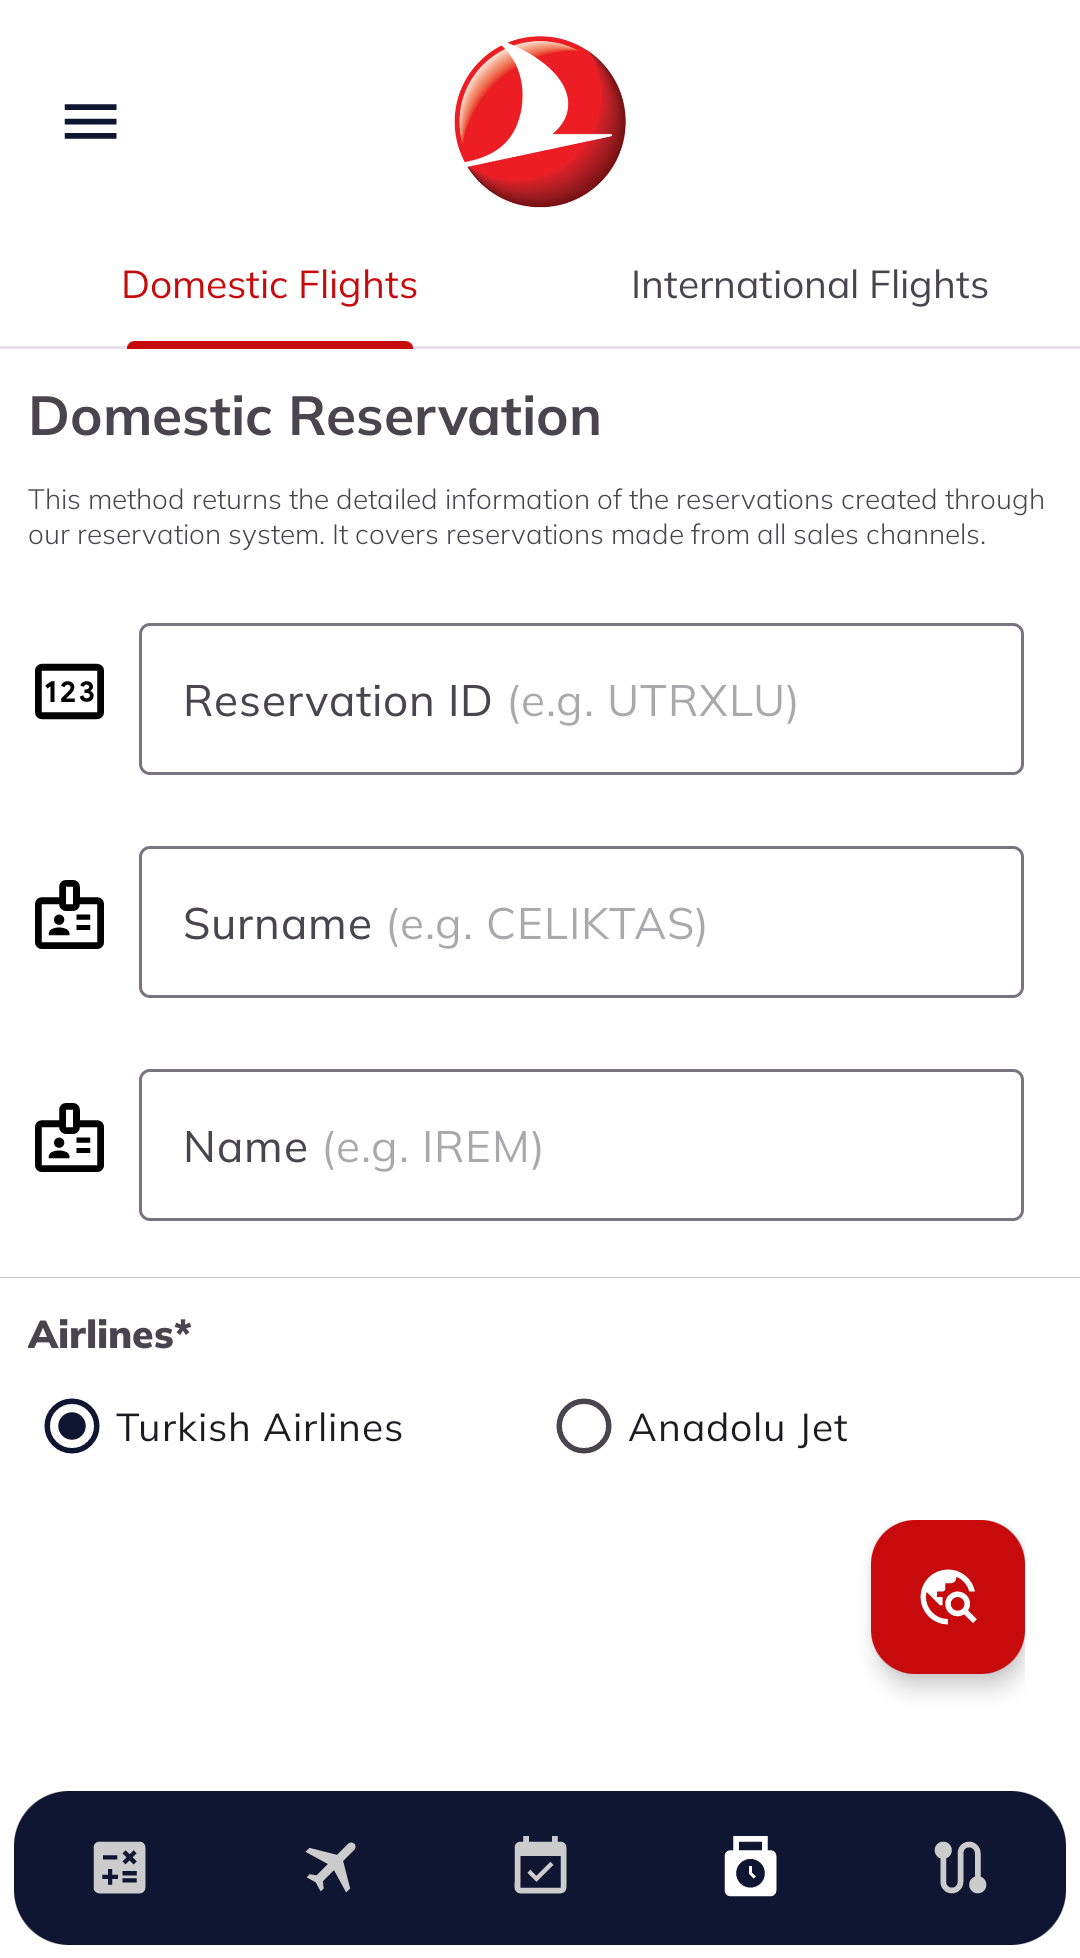 Domestic Flights
International Flights
Domestic Reservation
This method returns the detailed information of the reservations created through
our reservation system. It covers reservations made from all sales channels.
123
Reservation ID (e.g. UTRXLU)
Surname (e.g. CELIKTAS)
Name (e.g. IREM)
Airlines*
Turkish Airlines
Anadolu Jet